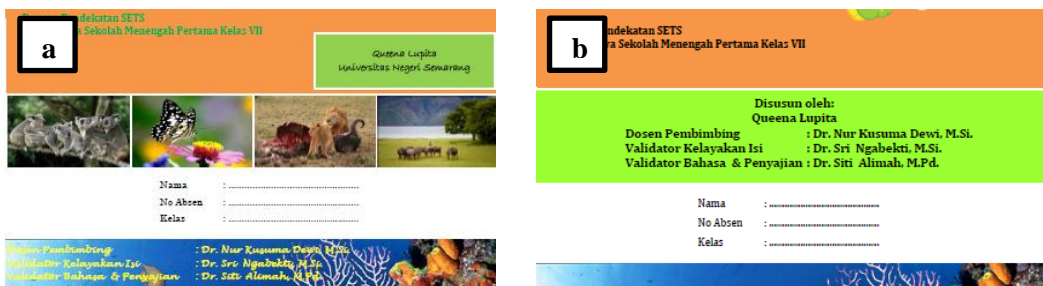 a
Pendekatan SETS
Sekolah Menengah Pertama Kelas VII
Queena Lupita
Universitas Negeri Semarang
Nama : ..........................................
No Absen : ..........................................
Kelas : ..........................................
Dosen Pembimbing : Dr. Nur Kusuma Dewi, M.Si.
Validator Kelayakan Isi : Dr. Sri Ngabekti, M.Si.
Validator Bahasa & Penyajian : Dr. Siti Alimah, M.Pd.
b
SETS
Sekolah Menengah Pertama Kelas VII
Disusun oleh:
Queena Lupita
Dosen Pembimbing : Dr. Nur Kusuma Dewi, M.Si.
Validator Kelayakan Isi : Dr. Sri Ngabekti, M.Si.
Validator Bahasa & Penyajian : Dr. Siti Alimah, M.Pd.
Nama : ..........................................
No Absen : ..........................................
Kelas : ..........................................